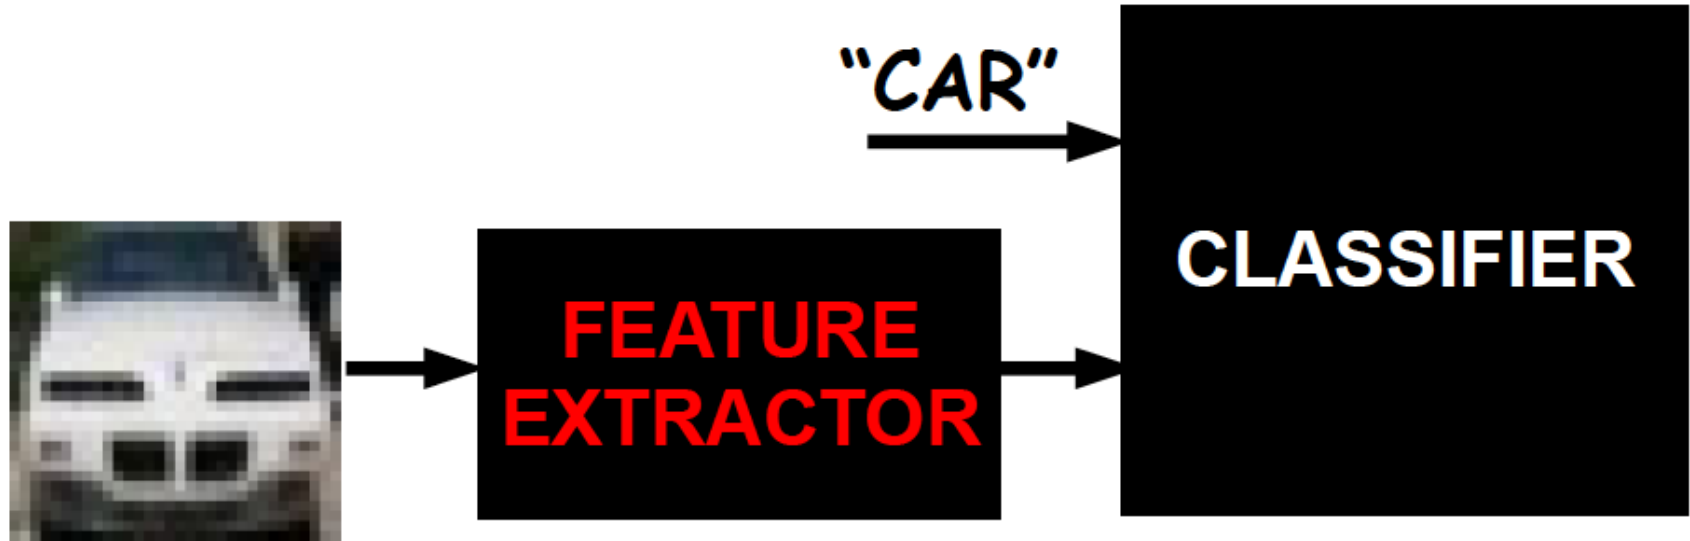 “CAR”
CLASSIFIER
FEATURE
EXTRACTOR